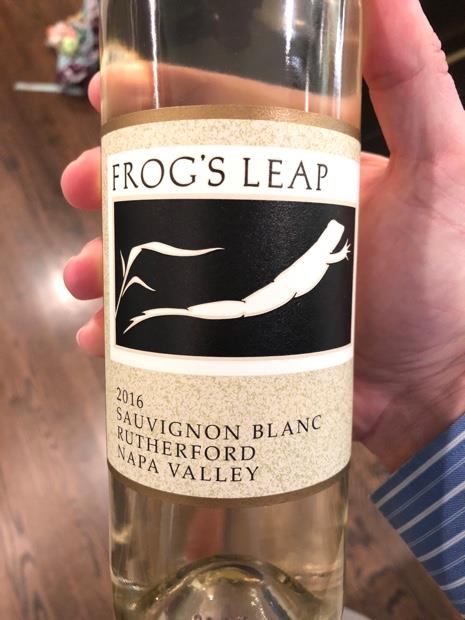 FROG'S LEAP
2016
SAUVIGNON BLANC
RUTHERFORD
NAPA VALLEY